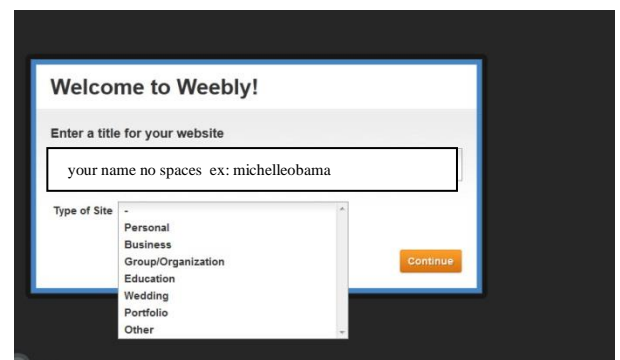 Welcome to Weebly!
Enter a title for your website
your name no spaces ex: michelleobama
Type of Site -
Personal
Business
Group/Organization
Education
Wedding
Portfolio
Other
Continue